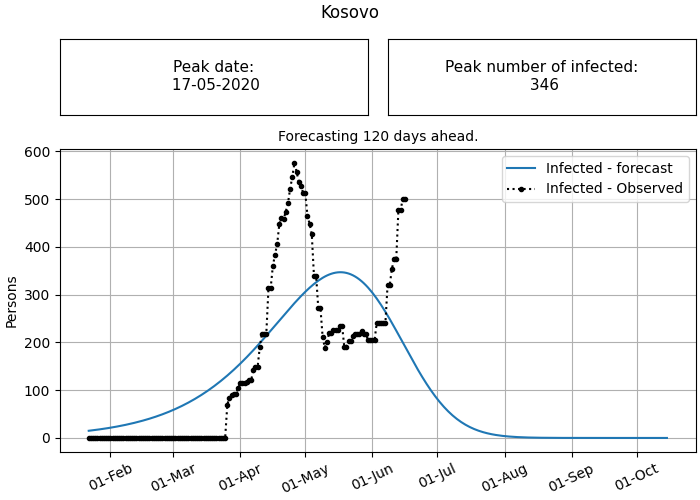 Kosovo
Peak date:
17-05-2020
Peak number of infected:
346
Forecasting 120 days ahead.
Infected - forecast
Infected - Observed
Persons
600
500
400
300
200
100
0
01-Feb
01-Mar
01-Apr
01-May
01-Jun
01-Jul
01-Aug
01-Sep
01-Oct